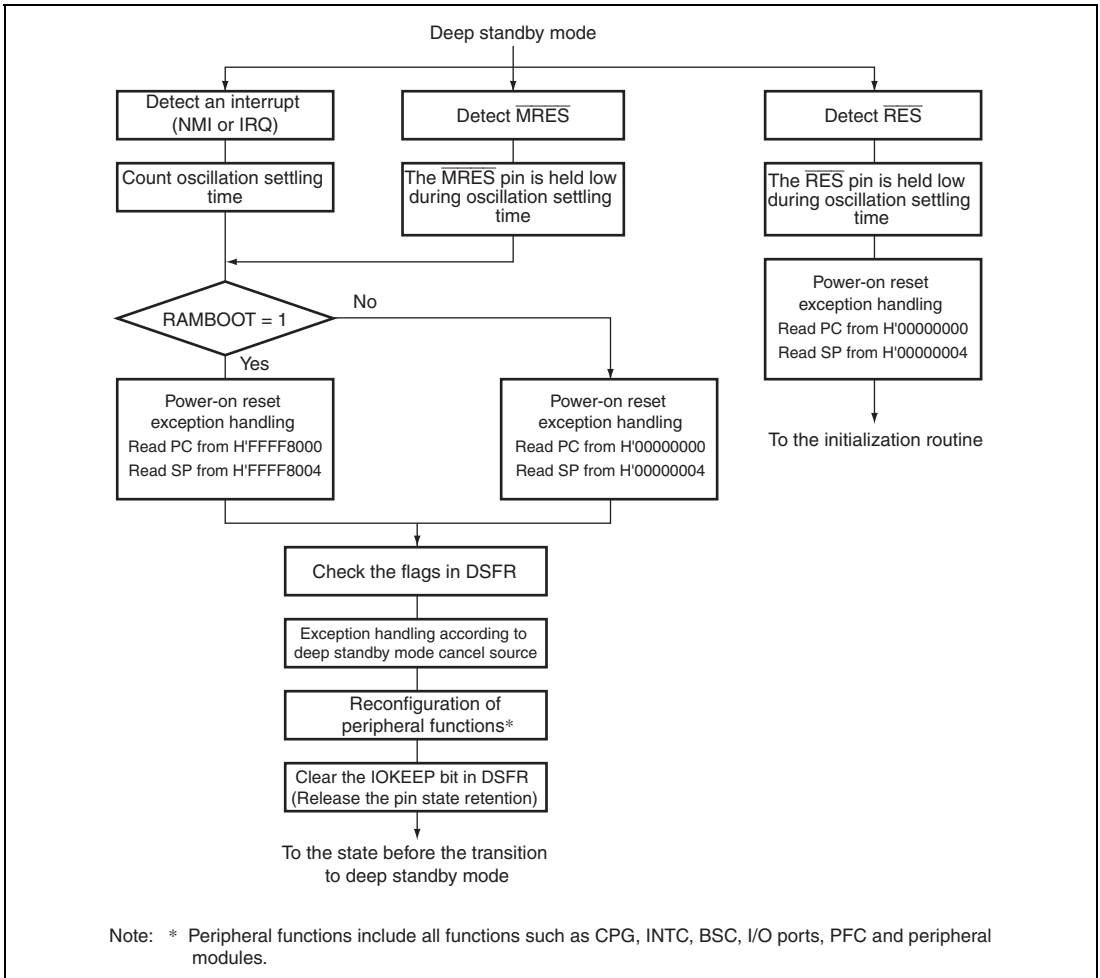 Deep standby mode
Detect an interrupt
(NMI or IRQ)
Count oscillation settling
time
Detect M̅R̅E̅S̅
The M̅R̅E̅S̅ pin is held low
during oscillation settling
time
Detect R̅E̅S̅
The R̅E̅S̅ pin is held low
during oscillation settling
time
Power-on reset
exception handling
Read PC from H'00000000
Read SP from H'00000004
To the initialization routine
RAMBOOT = 1
No
Yes
Power-on reset
exception handling
Read PC from H'FFFF8000
Read SP from H'FFFF8004
Power-on reset
exception handling
Read PC from H'00000000
Read SP from H'00000004
Check the flags in DSFR
Exception handling according to
deep standby mode cancel source
Reconfiguration of
peripheral functions*
Clear the IOKEEP bit in DSFR
(Release the pin state retention)
To the state before the transition
to deep standby mode
Note: * Peripheral functions include all functions such as CPG, INTC, BSC, I/O ports, PFC and peripheral
modules.